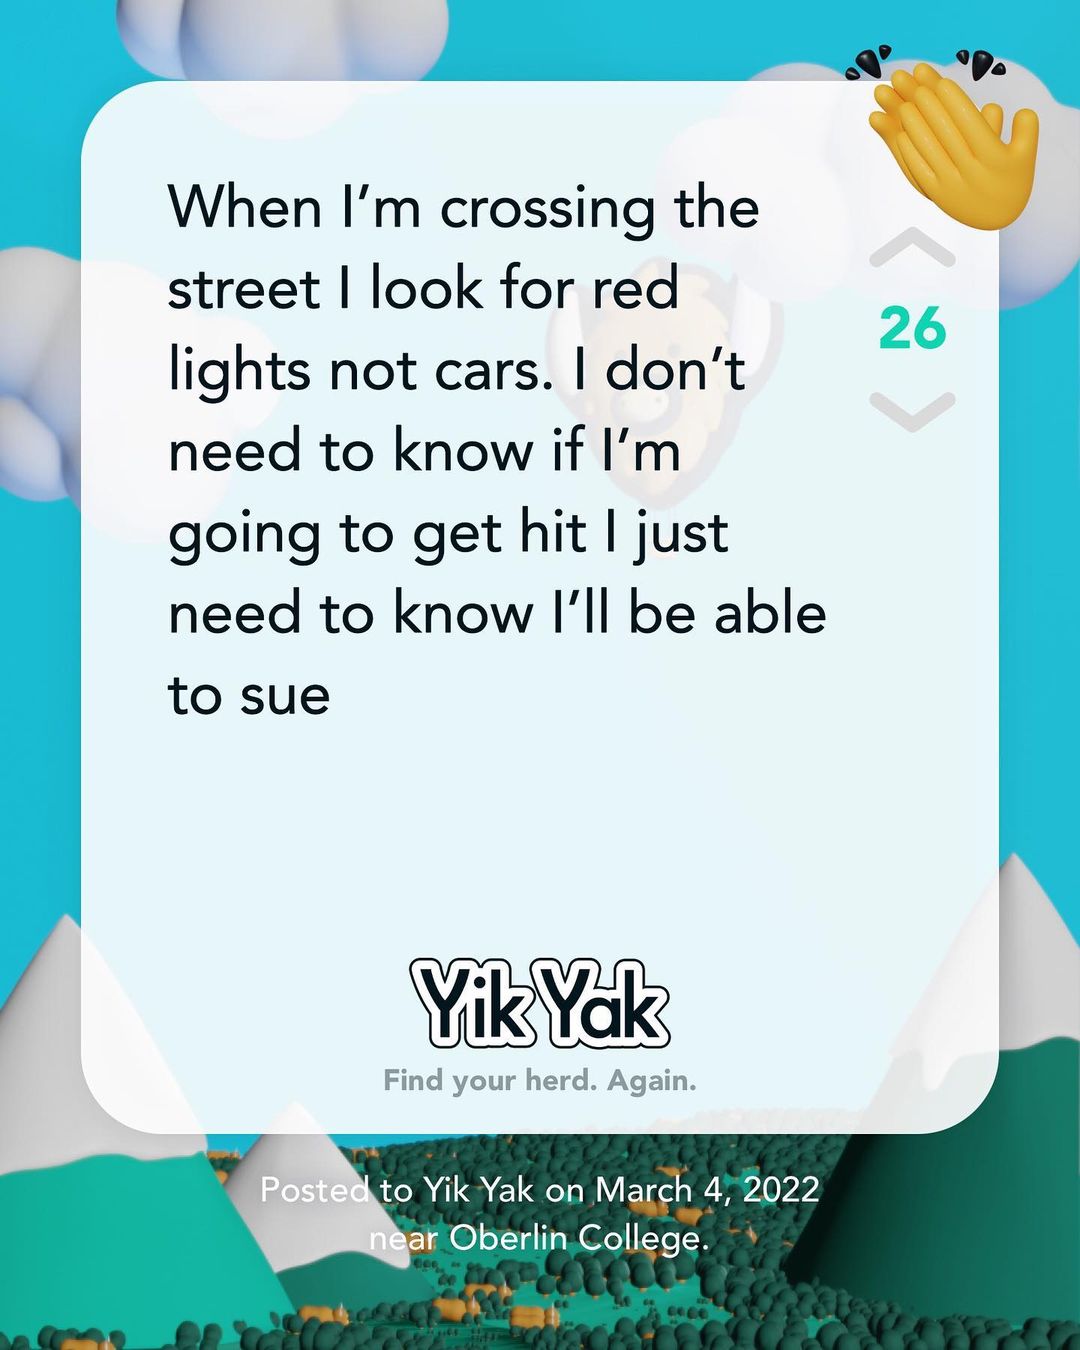 When I’m crossing the
street I look for red
lights not cars. I don’t
need to know if I’m
going to get hit I just
need to know I’ll be able
to sue
26
Yik Yak
Find your herd. Again.
Posted to Yik Yak on March 4, 2022
near Oberlin College.